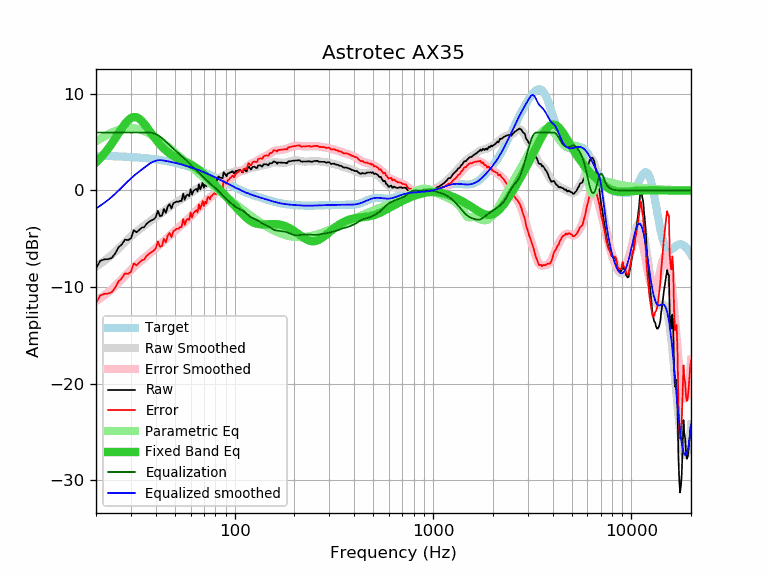 Astrotec AX35
Amplitude (dBr)
10
0
−10
−20
−30
Target
Raw Smoothed
Error Smoothed
Raw
Error
Parametric Eq
Fixed Band Eq
Equalization
Equalized smoothed
100
1000
10000
Frequency (Hz)